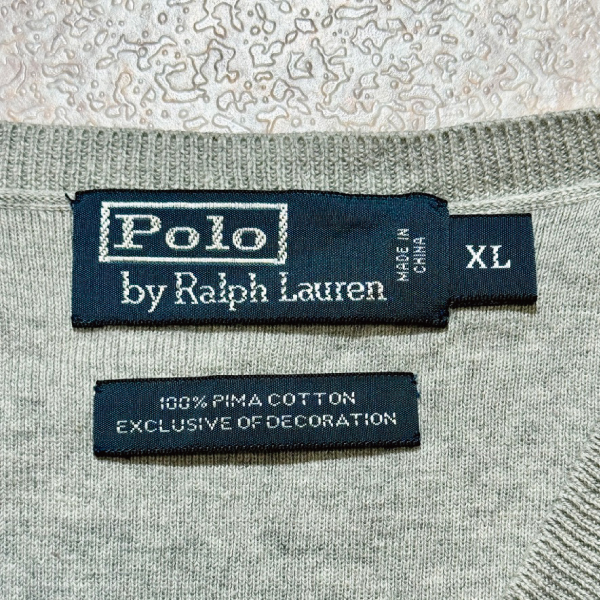 Polo
by Ralph Lauren
MADE IN
CHINA
XL
100% PIMA COTTON
EXCLUSIVE OF DECORATION